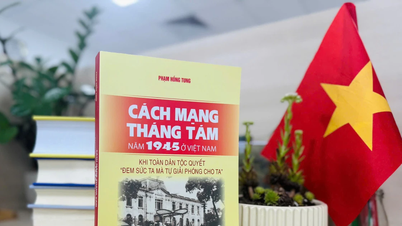 PHẠM HỒNG TUNG
CÁCH MẠNG
THÁNG TÁM
NĂM 1945 Ở VIỆT NAM
KHI TOÀN DÂN TỘC QUYẾT
"ĐEM SỨC TA MÀ TỰ GIẢI PHÓNG CHO TA"